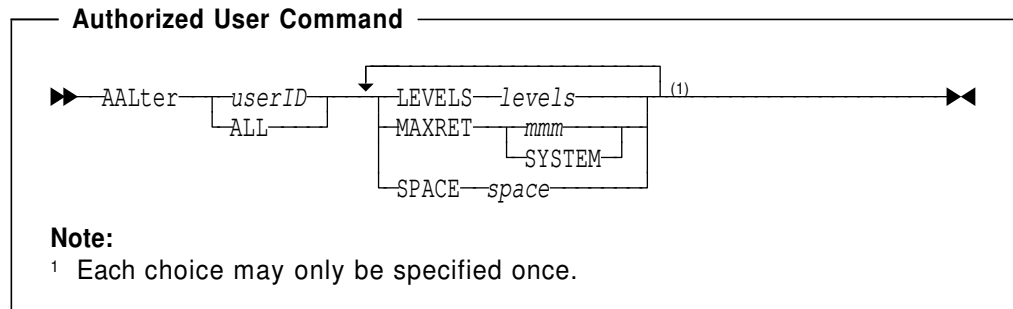 Authorized User Command
AALter userID LEVELS levels (1)
ALL MAXRET mmm
SYSTEM
SPACE space
Note:
1 Each choice may only be specified once.